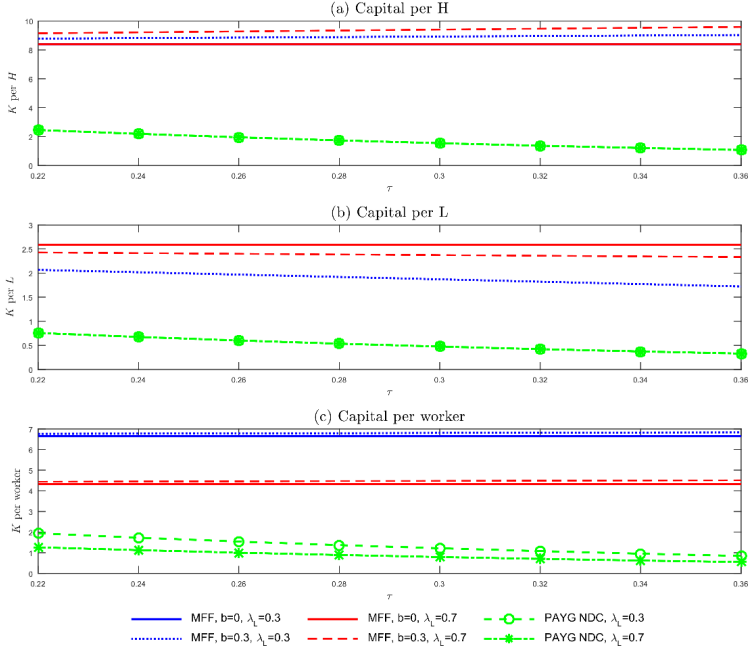 (a) Capital per H
10
8
6
4
2
0
K per H
0.22 0.24 0.26 0.28 0.3 0.32 0.34 0.36
τ
(b) Capital per L
3
2.5
2
1.5
1
0.5
0
K per L
0.22 0.24 0.26 0.28 0.3 0.32 0.34 0.36
τ
(c) Capital per worker
7
6
5
4
3
2
1
0
K per worker
0.22 0.24 0.26 0.28 0.3 0.32 0.34 0.36
τ
MFF, b=0, λL=0.3 MFF, b=0, λL=0.7 PAYG NDC, λL=0.3
MFF, b=0.3, λL=0.3 MFF, b=0.3, λL=0.7 PAYG NDC, λL=0.7